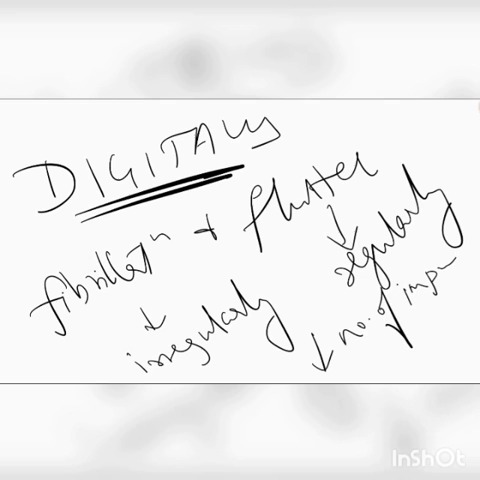 DIGITALIS
fibrillatⁿ + flutter
↓ ↓
irregularly regularly
↓ no. of imp
InShOt